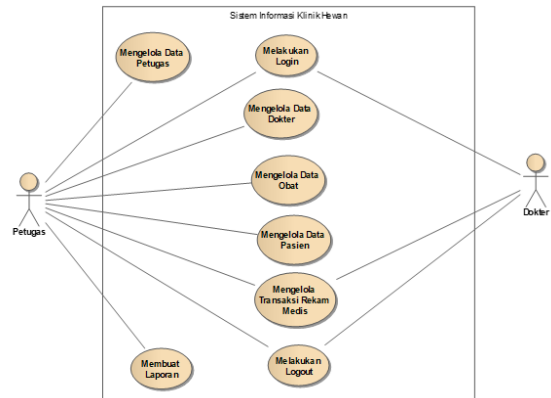 Sistem Informasi Klinik Hewan
Mengelola Data
Petugas
Melakukan
Login
Mengelola Data
Dokter
Mengelola Data
Obat
Petugas
Dokter
Mengelola Data
Pasien
Mengelola
Transaksi Rekam
Medis
Membuat
Laporan
Melakukan
Logout